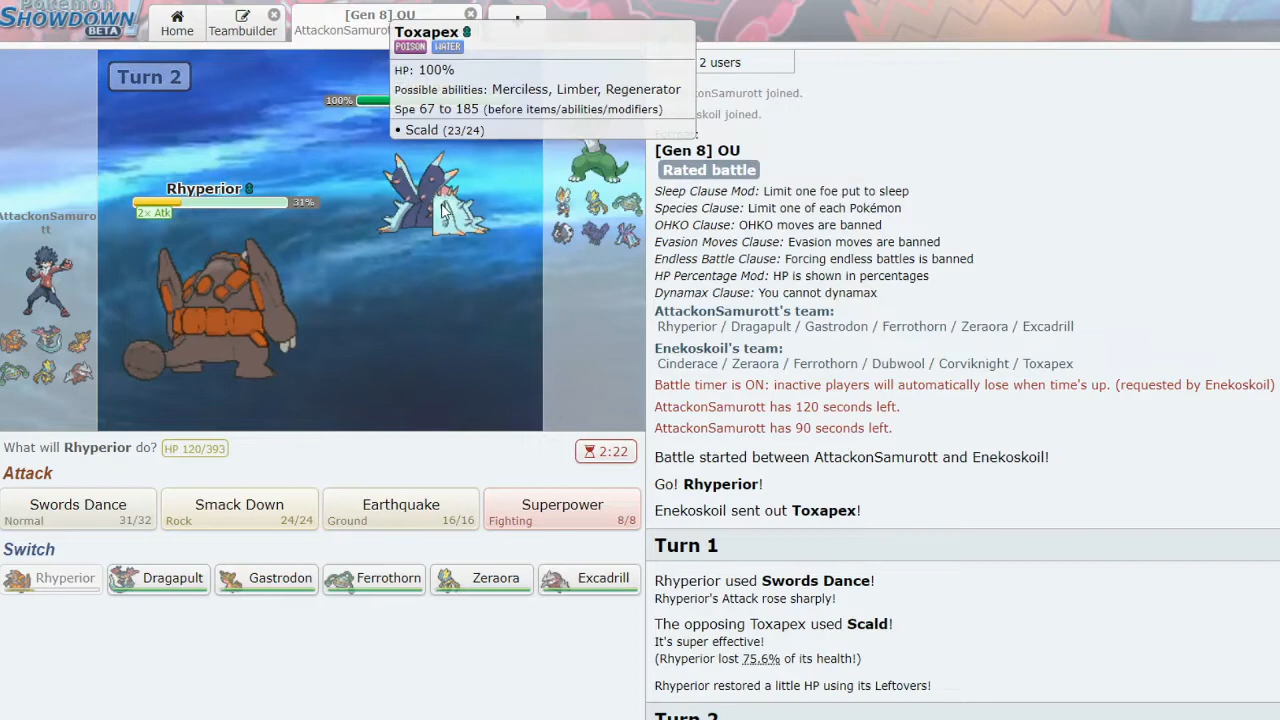 Pokémon
SHOWDOWN
BETA
Home
Teambuilder
[Gen 8] OU
AttackonSamurott
Toxapex
POISON WATER
HP: 100%
Possible abilities: Merciless, Limber, Regenerator
Spe 67 to 185 (before items/abilities/modifiers)
• Scald (23/24)
Turn 2
100%
Rhyperior
31%
2× Atk
AttackonSamuro
tt
2 users
koil joined.
[Gen 8] OU
Rated battle
Sleep Clause Mod: Limit one foe put to sleep
Species Clause: Limit one of each Pokémon
OHKO Clause: OHKO moves are banned
Evasion Moves Clause: Evasion moves are banned
Endless Battle Clause: Forcing endless battles is banned
HP Percentage Mod: HP is shown in percentages
Dynamax Clause: You cannot dynamax
AttackonSamurott's team:
Rhyperior / Dragapult / Gastrodon / Ferrothorn / Zeraora / Excadrill
Enekoskoil's team:
Cinderace / Zeraora / Ferrothorn / Dubwool / Corviknight / Toxapex
Battle timer is ON: inactive players will automatically lose when time's up. (requested by Enekoskoil)
AttackonSamurott has 120 seconds left.
AttackonSamurott has 90 seconds left.
Battle started between AttackonSamurott and Enekoskoil!
Go! Rhyperior!
Enekoskoil sent out Toxapex!
Turn 1
Rhyperior used Swords Dance!
Rhyperior's Attack rose sharply!
The opposing Toxapex used Scald!
It's super effective!
(Rhyperior lost 75.6% of its health!)
Rhyperior restored a little HP using its Leftovers!
Turn 2
What will Rhyperior do? HP 120/393
2:22
Attack
Swords Dance
Normal 31/32
Smack Down
Rock 24/24
Earthquake
Ground 16/16
Superpower
Fighting 8/8
Switch
Rhyperior
Dragapult
Gastrodon
Ferrothorn
Zeraora
Excadrill